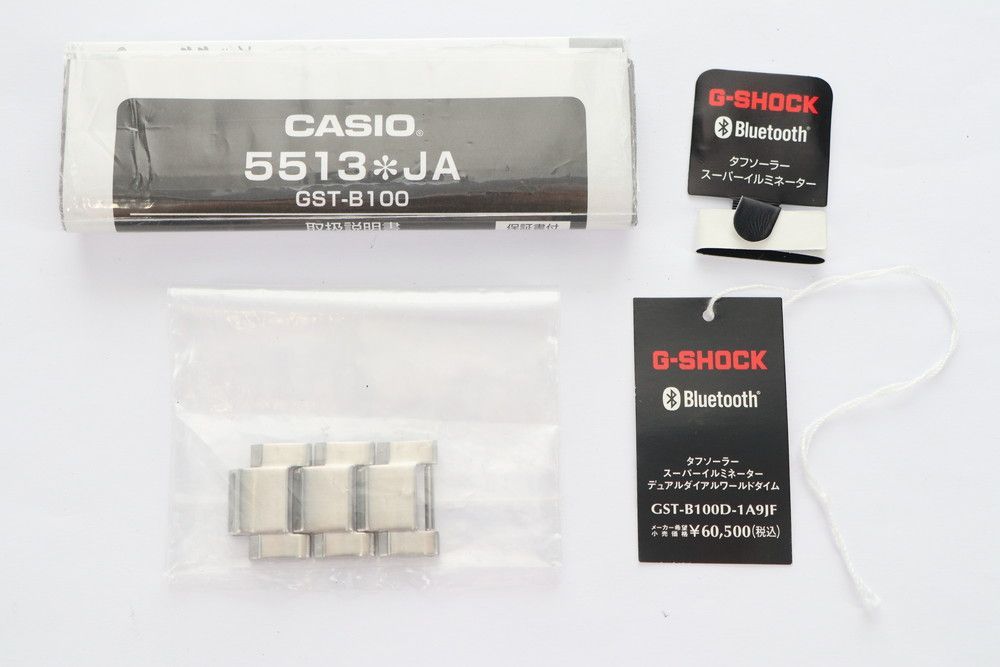 CASIO®
5513＊JA
GST-B100
取扱説明書
保証書付
G-SHOCK
Bluetooth®
タフソーラー
スーパーイルミネーター
G-SHOCK
Bluetooth®
タフソーラー
スーパーイルミネーター
デュアルダイアルワールドタイム
GST-B100D-1A9JF
メーカー希望
小売価格 ¥60,500(税込)